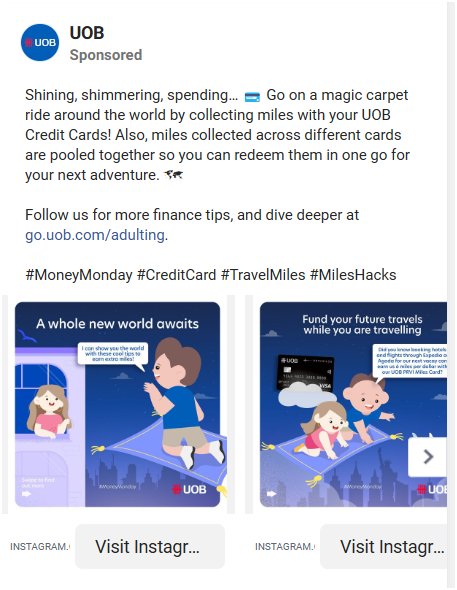 UOB
UOB
Sponsored
Shining, shimmering, spending... 💳 Go on a magic carpet
ride around the world by collecting miles with your UOB
Credit Cards! Also, miles collected across different cards
are pooled together so you can redeem them in one go for
your next adventure. 🗺
Follow us for more finance tips, and dive deeper at
go.uob.com/adulting.
#MoneyMonday #CreditCard #TravelMiles #MilesHacks
A whole new world awaits
I can show you the world
with these cool tips to
earn extra miles!
Swipe to find
out more
#MoneyMonday
UOB
Fund your future travels
while you are travelling
Did you know booking hotels
and flights through Expedia o
Agoda for your next vacay can
earn us 6 miles per dollar with
our UOB PRVI Miles Card?
UOB
VISA
#MoneyMonday
UO
INSTAGRAM.
Visit Instagr...
INSTAGRAM.
Visit Instagr...